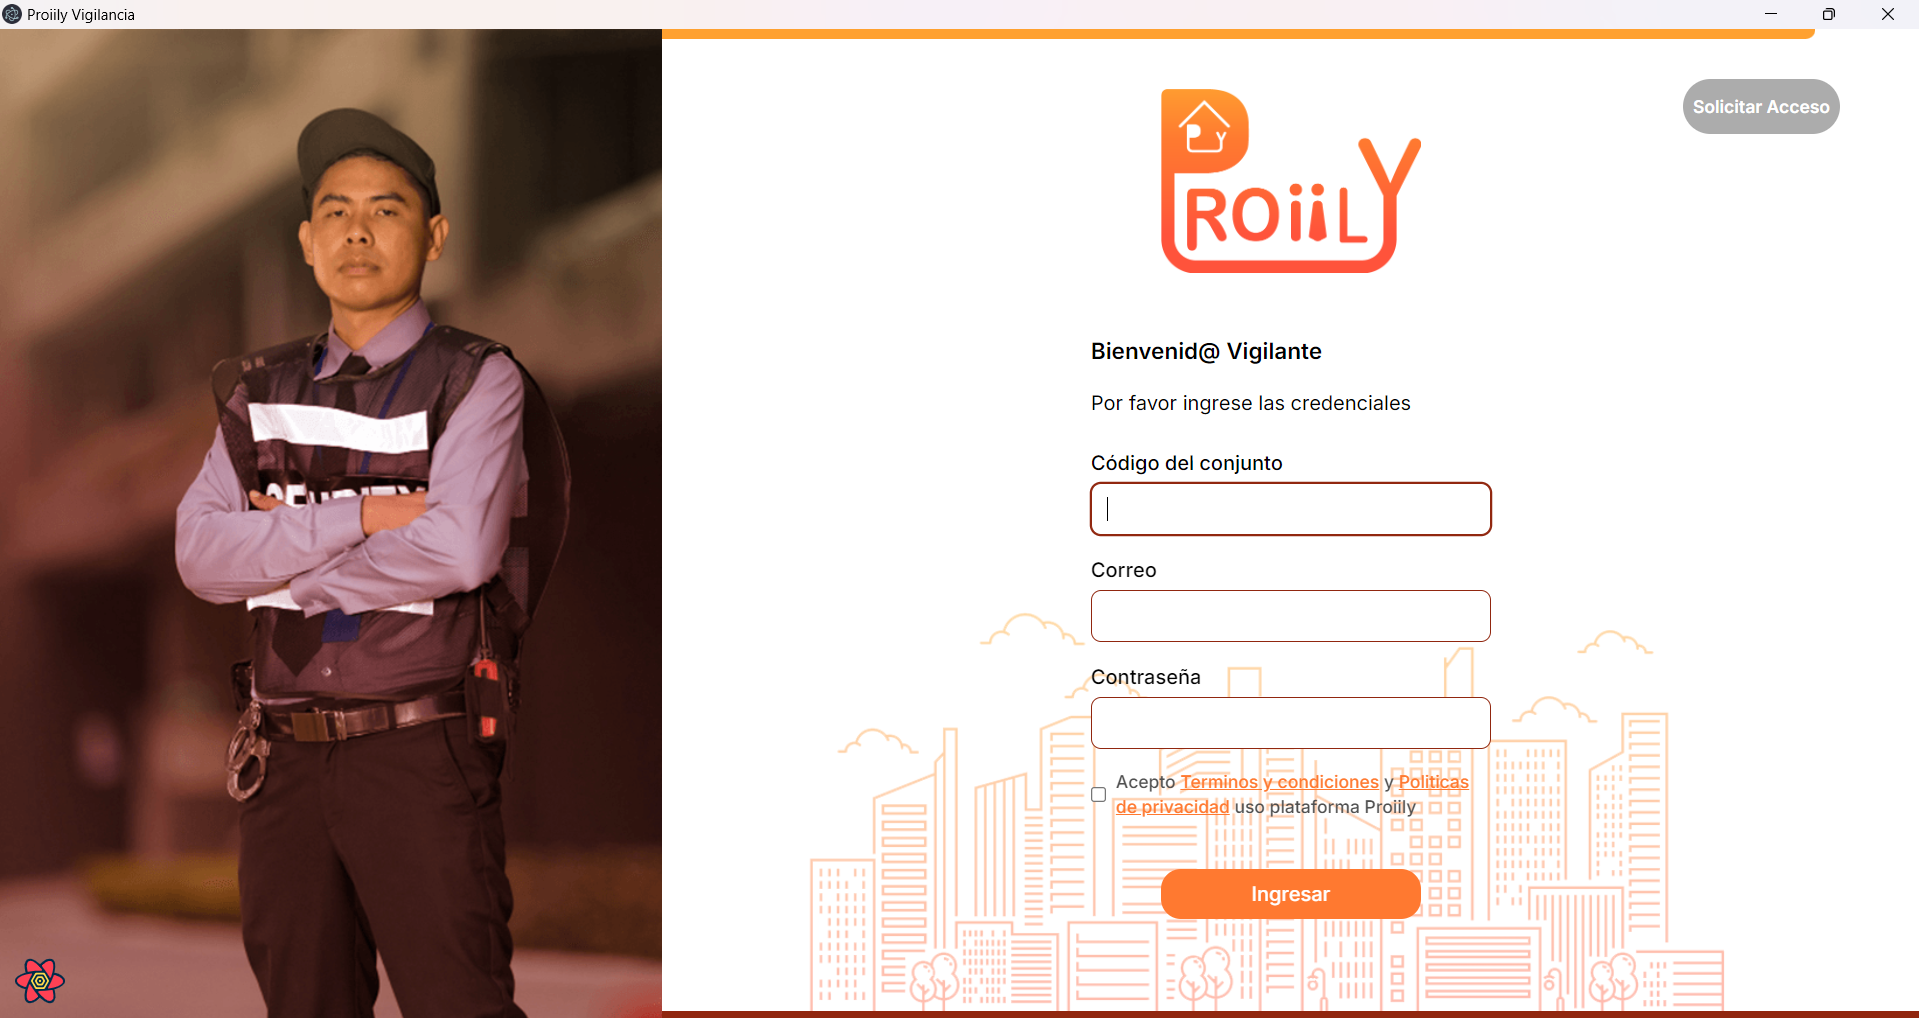 Proiily Vigilancia
Solicitar Acceso
P Y
PROiiLY
Bienvenid@ Vigilante
Por favor ingrese las credenciales
Código del conjunto
Correo
Contraseña
Acepto Terminos y condiciones y Politicas
de privacidad uso plataforma Proiily
Ingresar